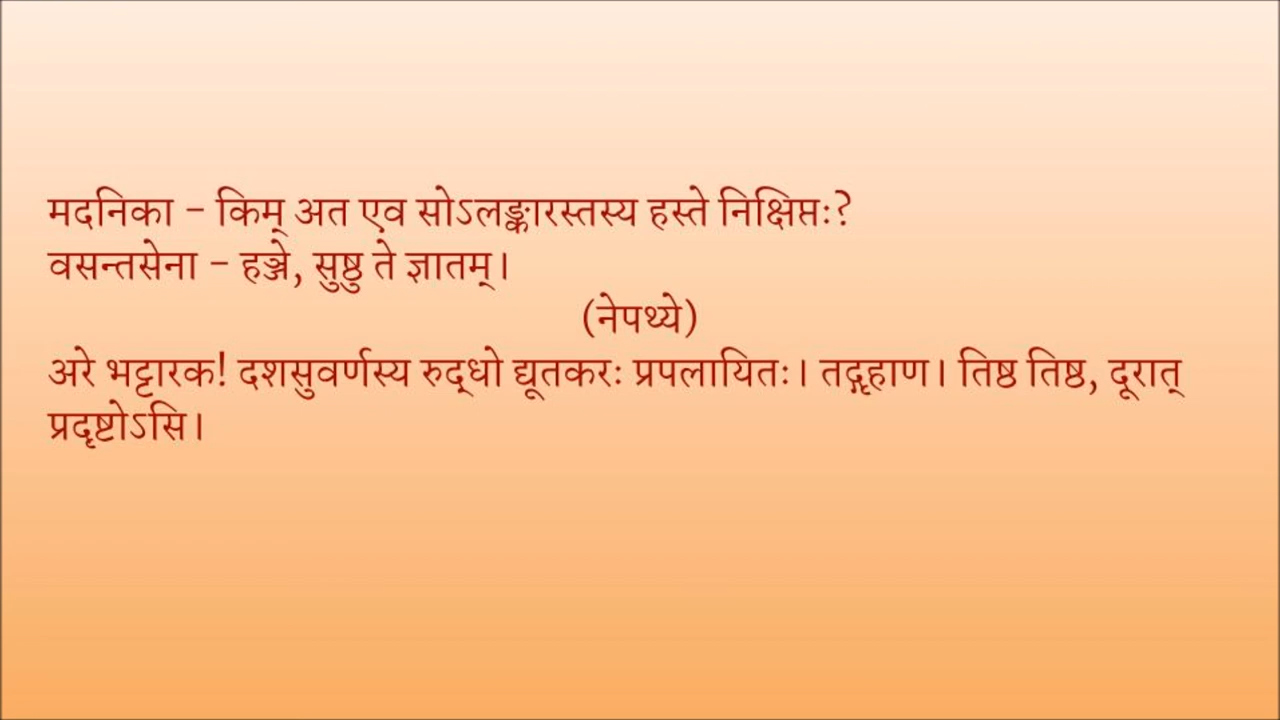 मदनिका – किम् अत एव सोऽलङ्कारस्तस्य हस्ते निक्षिप्तः?
वसन्तसेना – हञ्जे, सुष्ठु ते ज्ञातम्।
(नेपथ्ये)
अरे भट्टारक! दशसुवर्णस्य रुद्धो द्यूतकरः प्रपलायितः। तद्गृहाण। तिष्ठ तिष्ठ, दूरात्
प्रदृष्टोऽसि।